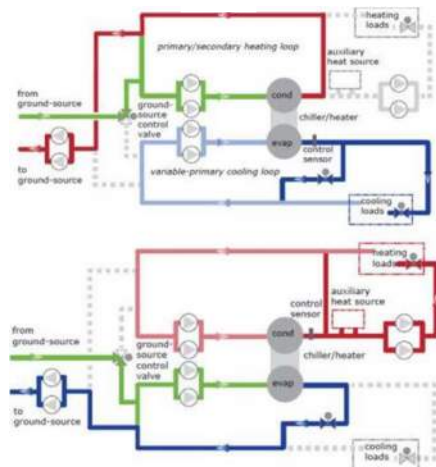 heating
loads
primary/secondary heating loop
auxiliary
heat source
from
ground-source
cond
ground-
source
control
valve
chiller/heater
evap
control
sensor
to
ground-source
variable-primary cooling loop
cooling
loads
heating
loads
control
sensor
auxiliary
heat source
from
ground-source
cond
ground-
source
control
valve
chiller/heater
evap
to
ground-source
cooling
loads